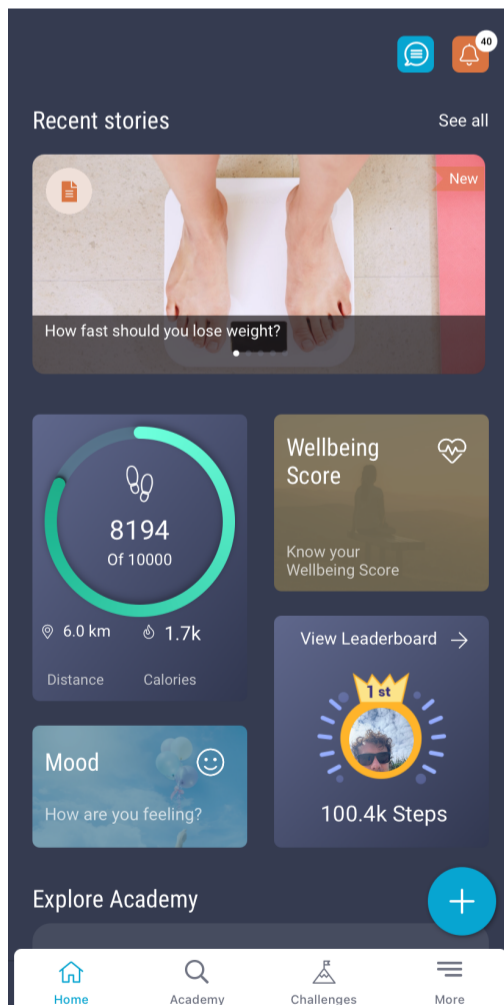 40
Recent stories
See all
New
How fast should you lose weight?
8194
Of 10000
6.0 km
1.7k
Distance
Calories
Wellbeing
Score
Know your
Wellbeing Score
View Leaderboard
1 st
100.4k Steps
Mood
How are you feeling?
Explore Academy
Home
Academy
Challenges
More